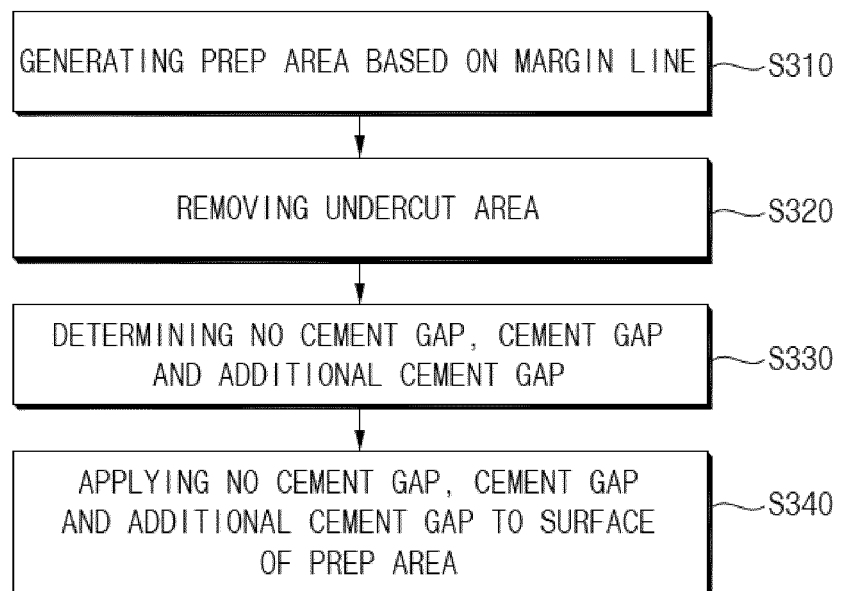 GENERATING PREP AREA BASED ON MARGIN LINE
S310
REMOVING UNDERCUT AREA
S320
DETERMINING NO CEMENT GAP, CEMENT GAP
AND ADDITIONAL CEMENT GAP
S330
APPLYING NO CEMENT GAP, CEMENT GAP
AND ADDITIONAL CEMENT GAP TO SURFACE
OF PREP AREA
S340